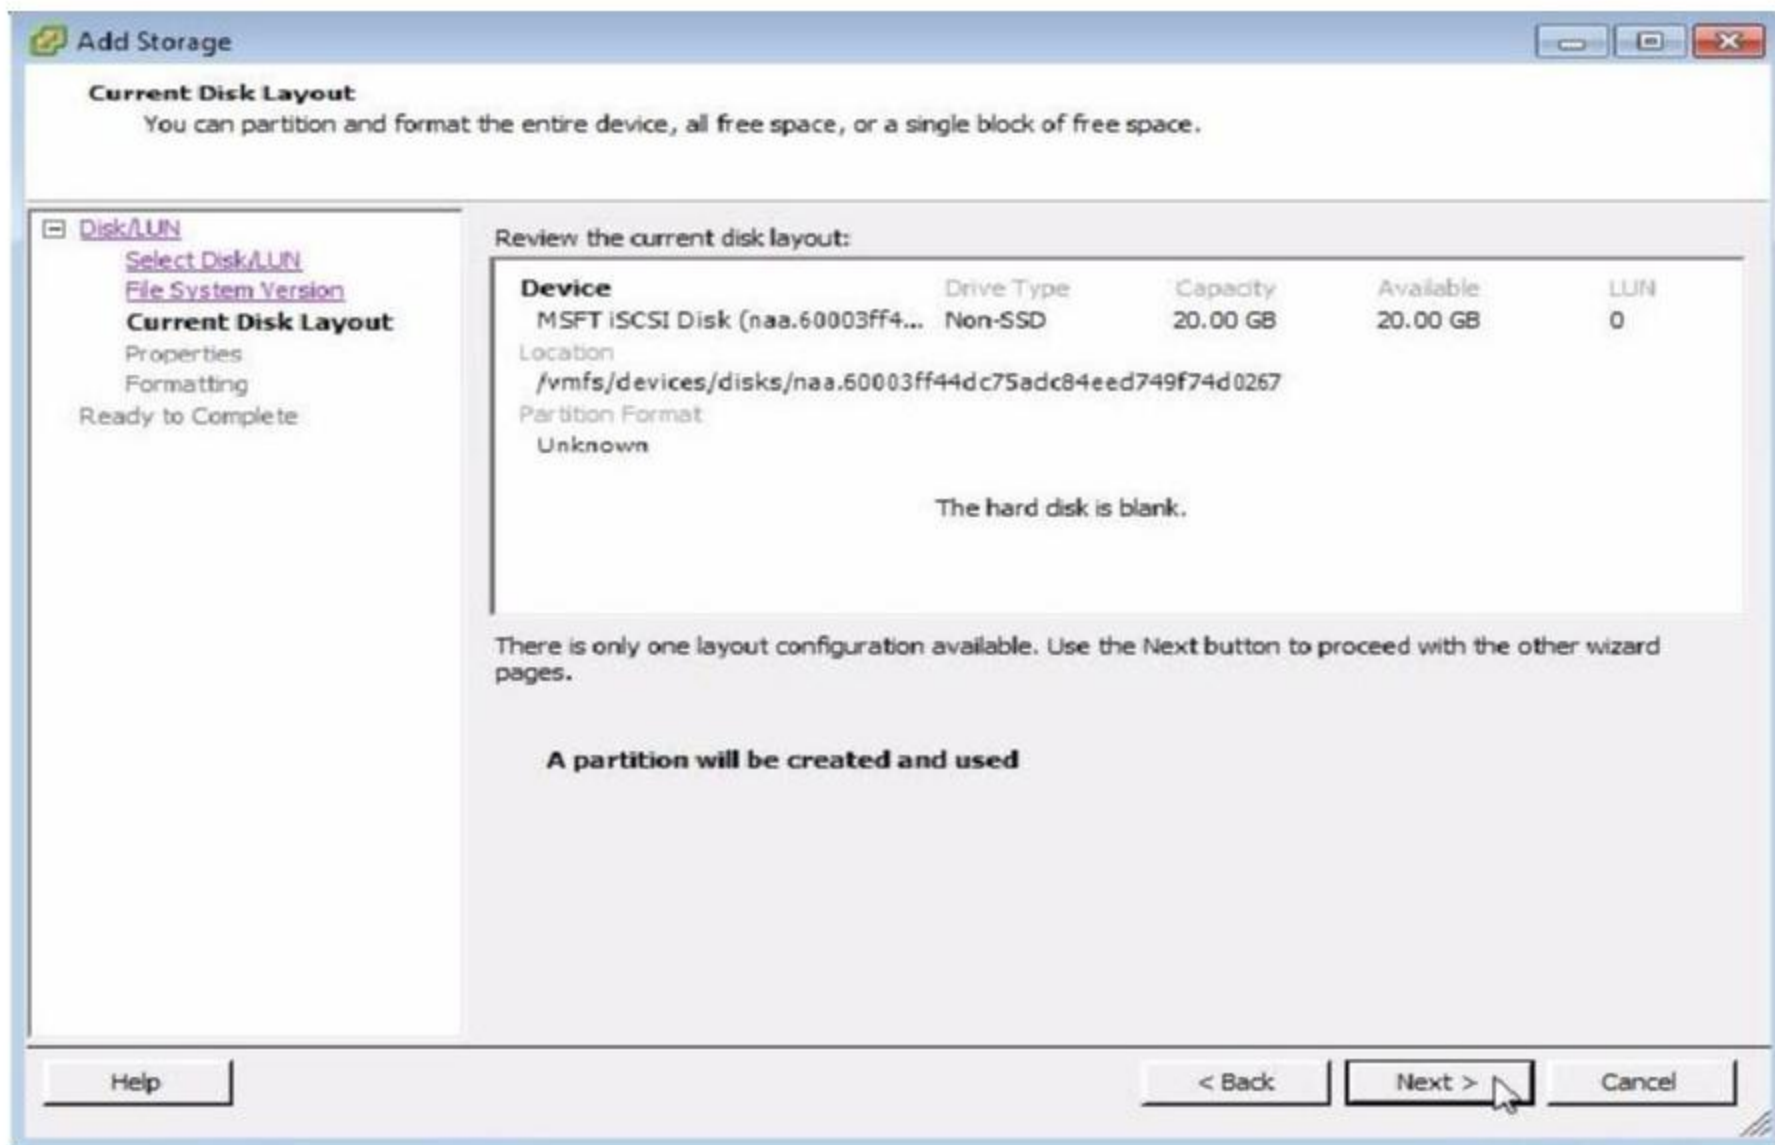 Add Storage
Current Disk Layout
You can partition and format the entire device, all free space, or a single block of free space.
Disk/LUN
Select Disk/LUN
File System Version
Current Disk Layout
Properties
Formatting
Ready to Complete
Review the current disk layout:
Device Drive Type Capacity Available LUN
MSFT iSCSI Disk (naa.60003ff4... Non-SSD 20.00 GB 20.00 GB 0
Location
/vmfs/devices/disks/naa.60003ff44dc75adc84eed749f74d0267
Partition Format
Unknown
The hard disk is blank.
There is only one layout configuration available. Use the Next button to proceed with the other wizard
pages.
A partition will be created and used
Help < Back Next > Cancel